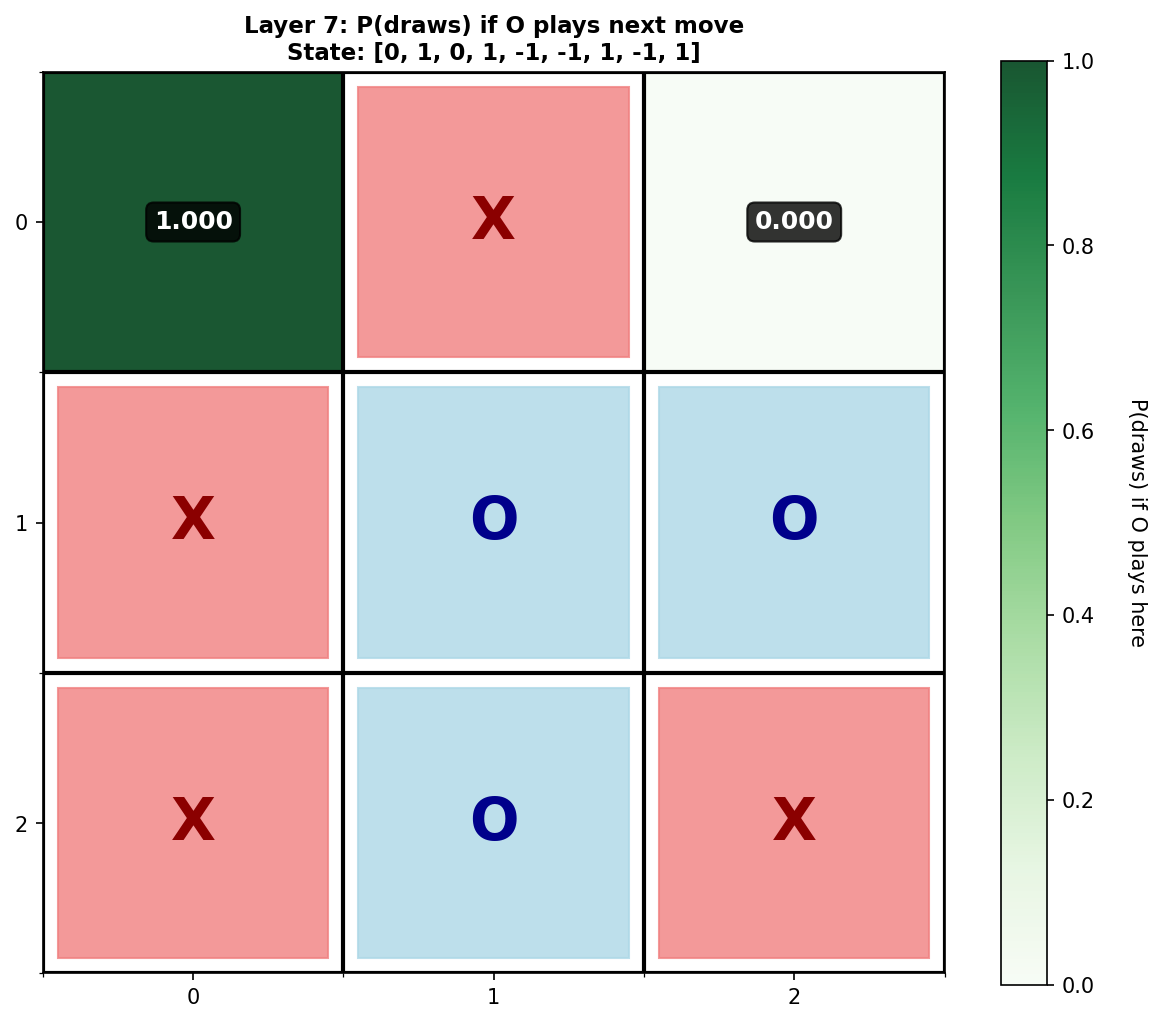 Layer 7: P(draws) if O plays next move
State: [0, 1, 0, 1, -1, -1, 1, -1, 1]
0
1.000
X
0.000
1
X
O
O
2
X
O
X
0
1
2
1.0
0.8
0.6
0.4
0.2
0.0
P(draws) if O plays here